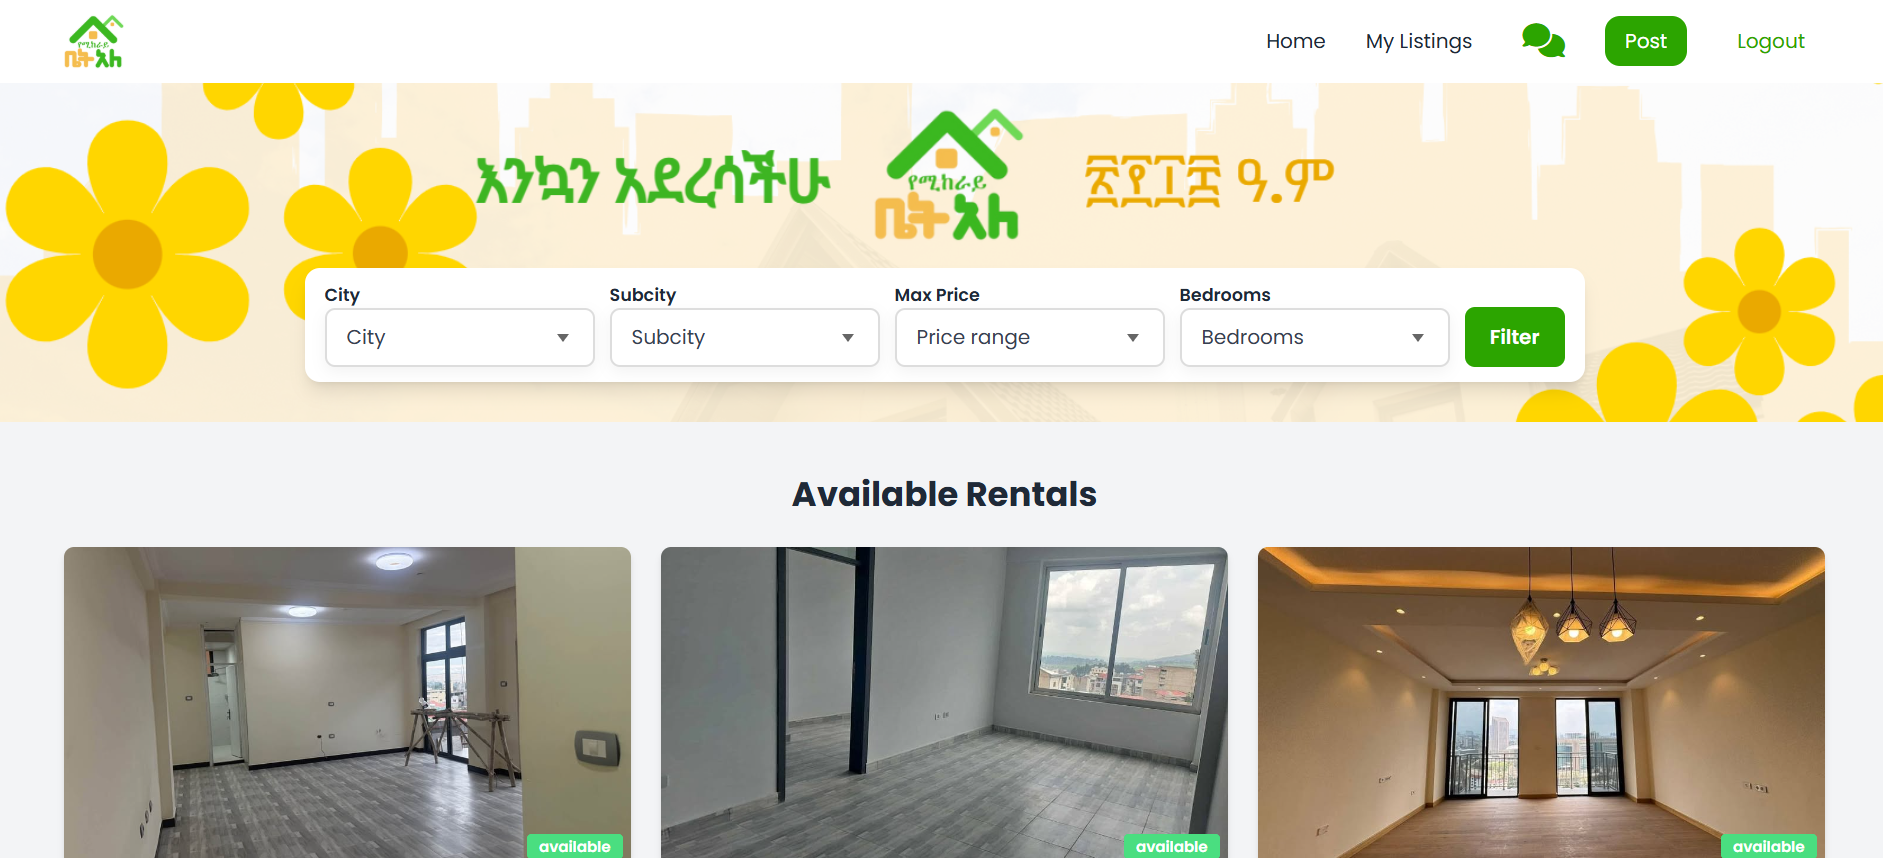 የሚከራይ
ቤት አለ
Home
My Listings
Post
Logout
እንኳን አደረሳችሁ
የሚከራይ
ቤት አለ
፳፻፲፰ ዓ.ም
City
Subcity
Max Price
Bedrooms
City
Subcity
Price range
Bedrooms
Filter
Available Rentals
available
available
available